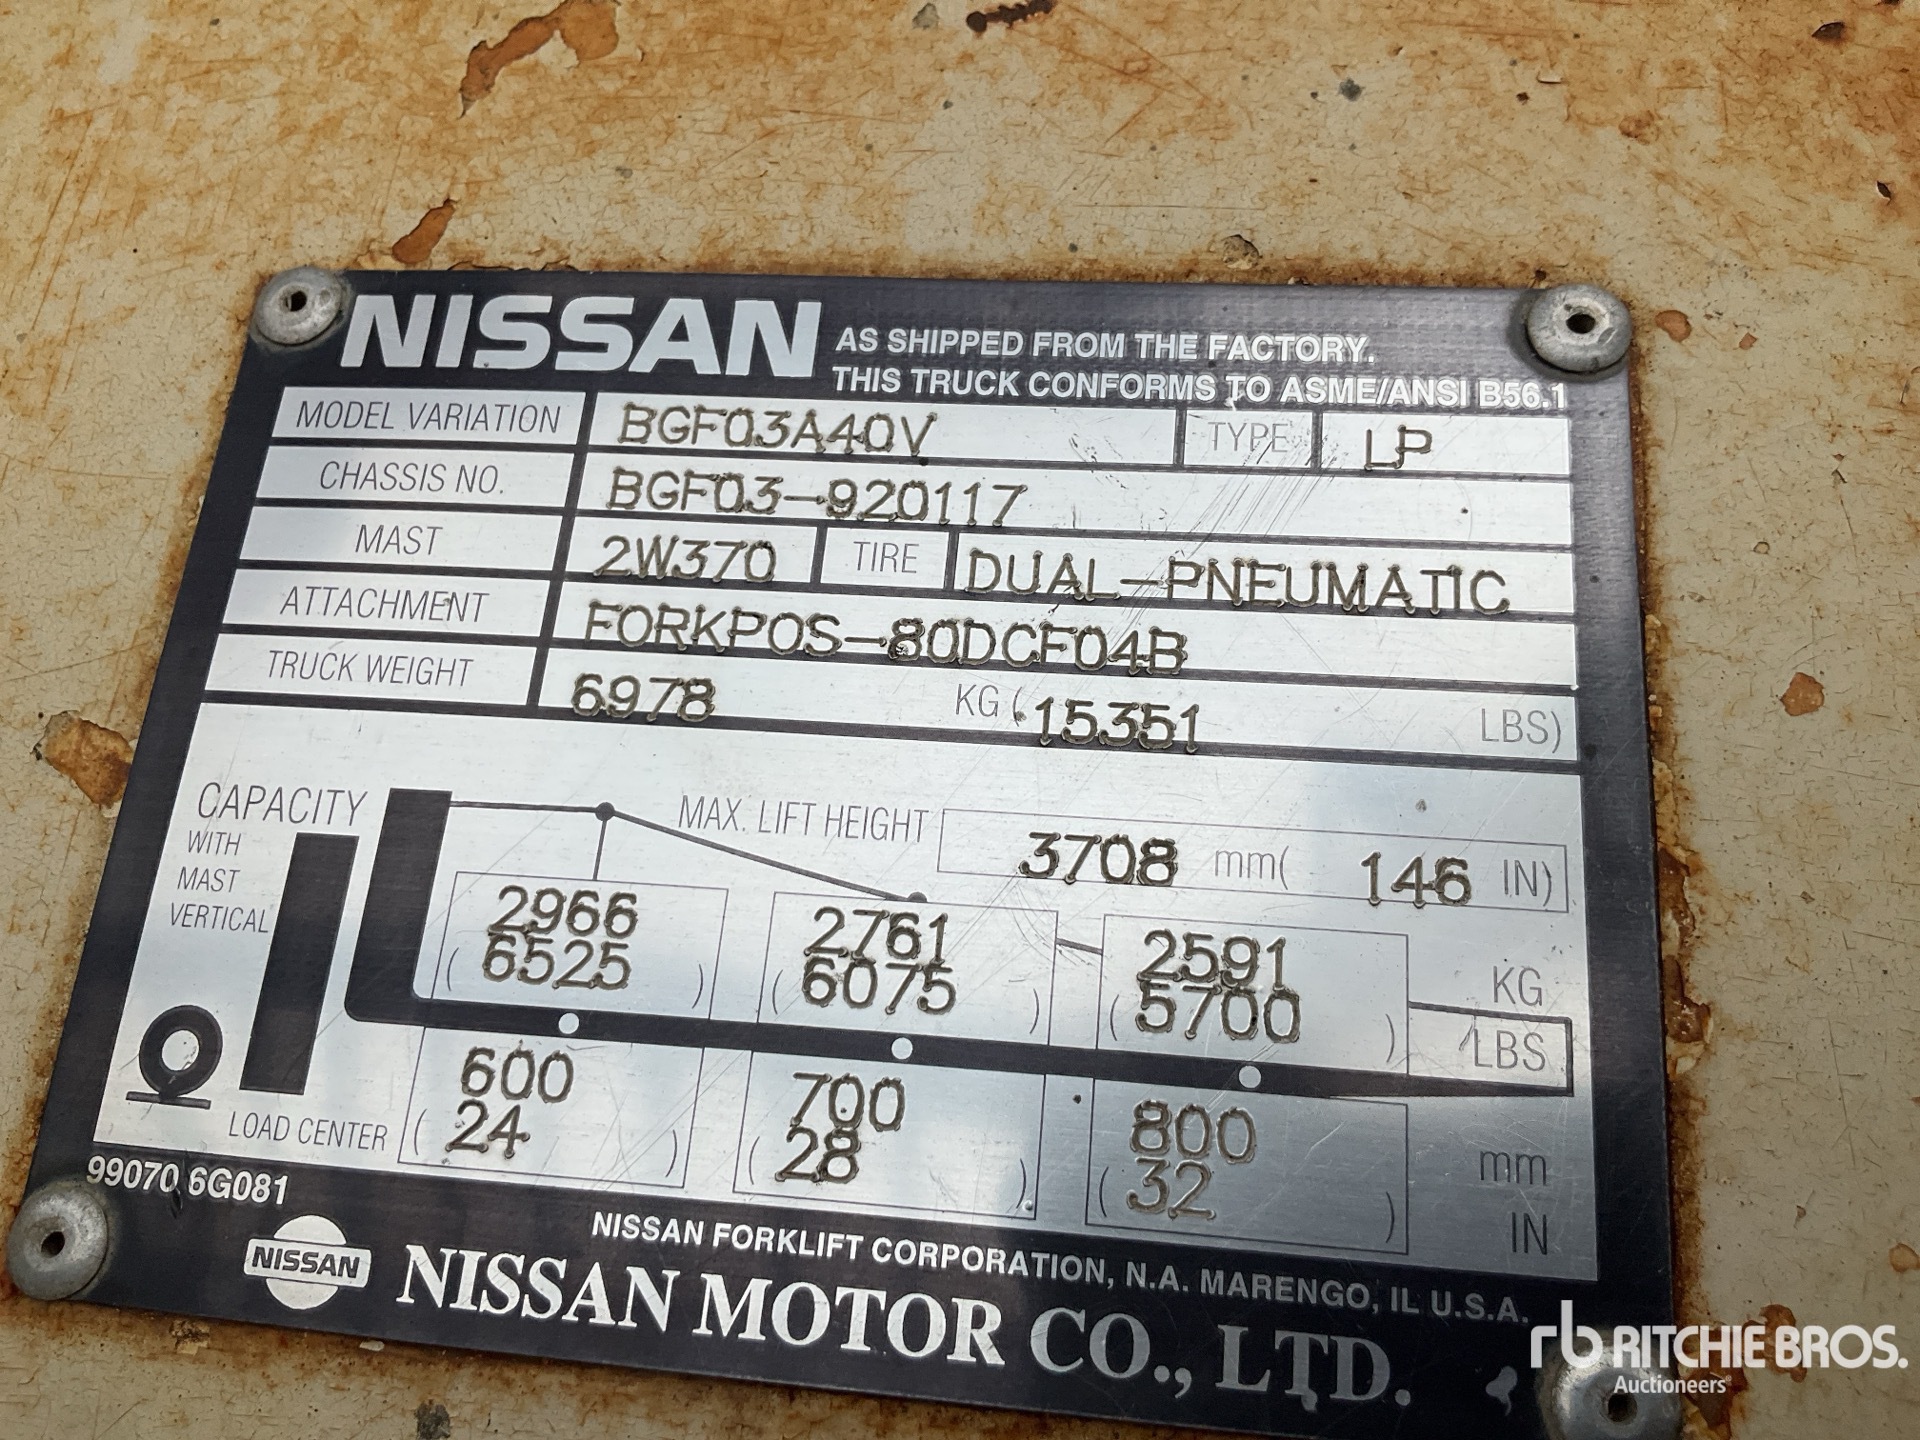 NISSAN AS SHIPPED FROM THE FACTORY.
THIS TRUCK CONFORMS TO ASME/ANSI B56.1
MODEL VARIATION BGF03A40V TYPE LP
CHASSIS NO. BGF03-920117
MAST 2W370 TIRE DUAL-PNEUMATIC
ATTACHMENT FORKPOS-80DCF04B
TRUCK WEIGHT 6978 KG (15351 LBS)
CAPACITY
WITH
MAST
VERTICAL
MAX. LIFT HEIGHT 3708 mm( 146 IN)
2966 2761 2591 KG
( 6525 ) ( 6075 ) ( 5700 ) LBS
600 700 800 mm
LOAD CENTER ( 24 ) ( 28 ) ( 32 ) IN
99070 6G081
NISSAN FORKLIFT CORPORATION, N.A. MARENGO, IL U.S.A.
NISSAN NISSAN MOTOR CO., LTD.
rb RITCHIE BROS.
Auctioneers